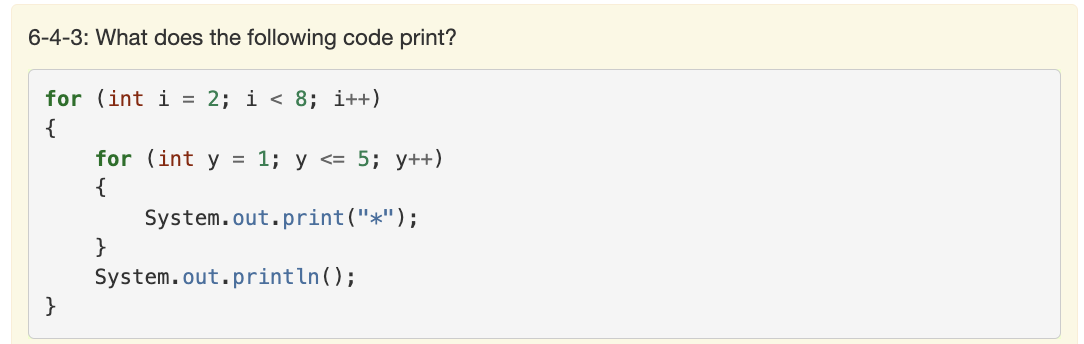 6-4-3: What does the following code print?
for (int i = 2; i < 8; i++)
{
    for (int y = 1; y <= 5; y++)
    {
        System.out.print("*");
    }
    System.out.println();
}